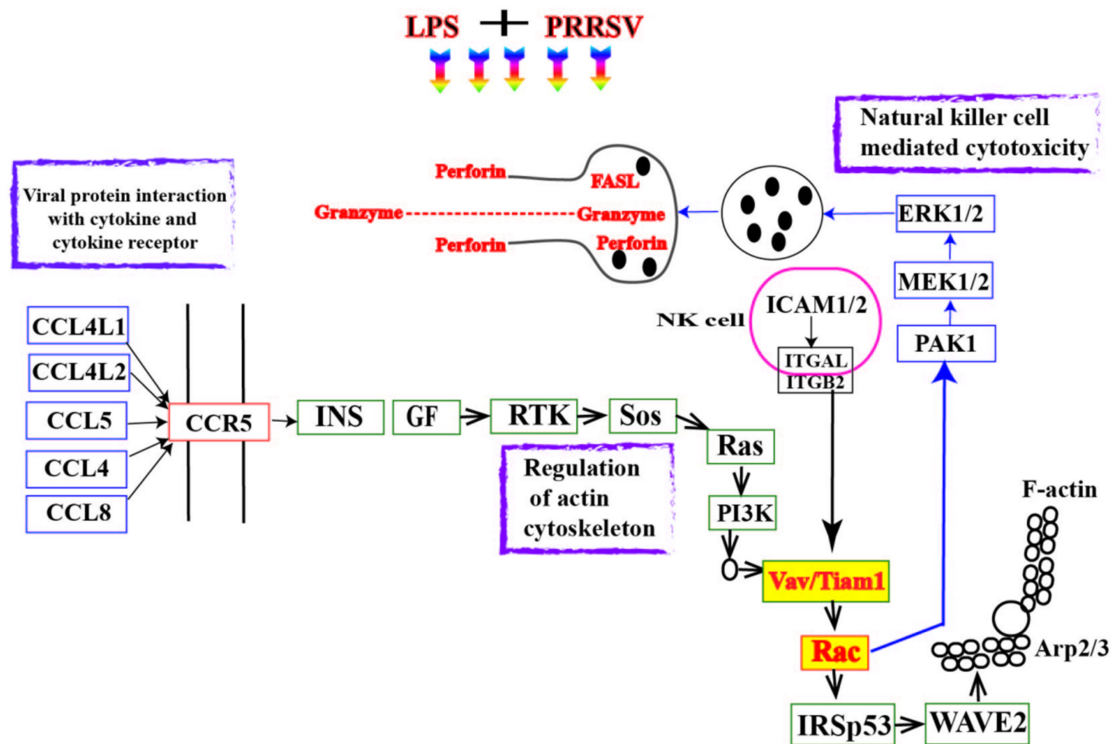 LPS + PRRSV
Natural killer cell
mediated cytotoxicity
Viral protein interaction
with cytokine and
cytokine receptor
Perforin
FASL
Granzyme
Granzyme
Perforin
Perforin
ERK1/2
MEK1/2
PAK1
NK cell
ICAM1/2
ITGAL
ITGB2
CCL4L1
CCL4L2
CCL5
CCL4
CCL8
CCR5
INS
GF
RTK
Sos
Ras
PI3K
Regulation
of actin
cytoskeleton
Vav/Tiam1
Rac
IRSp53
WAVE2
F-actin
Arp2/3